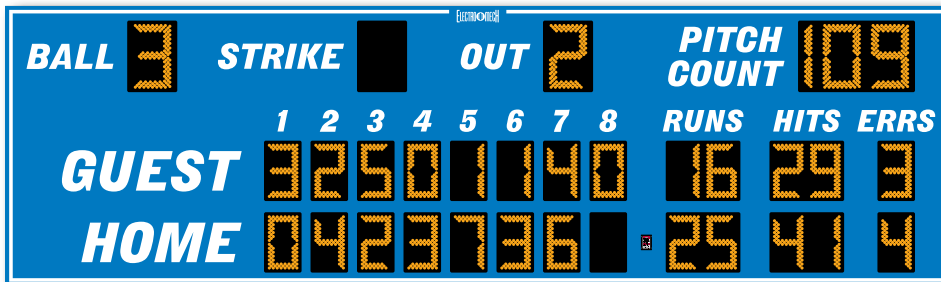 ELECTRO-MECH
BALL 3 STRIKE OUT 2 PITCH COUNT 109
1 2 3 4 5 6 7 8 RUNS HITS ERRS
GUEST 3 2 5 0 1 1 4 0 16 29 3
HOME 0 4 2 3 7 3 6 25 41 4